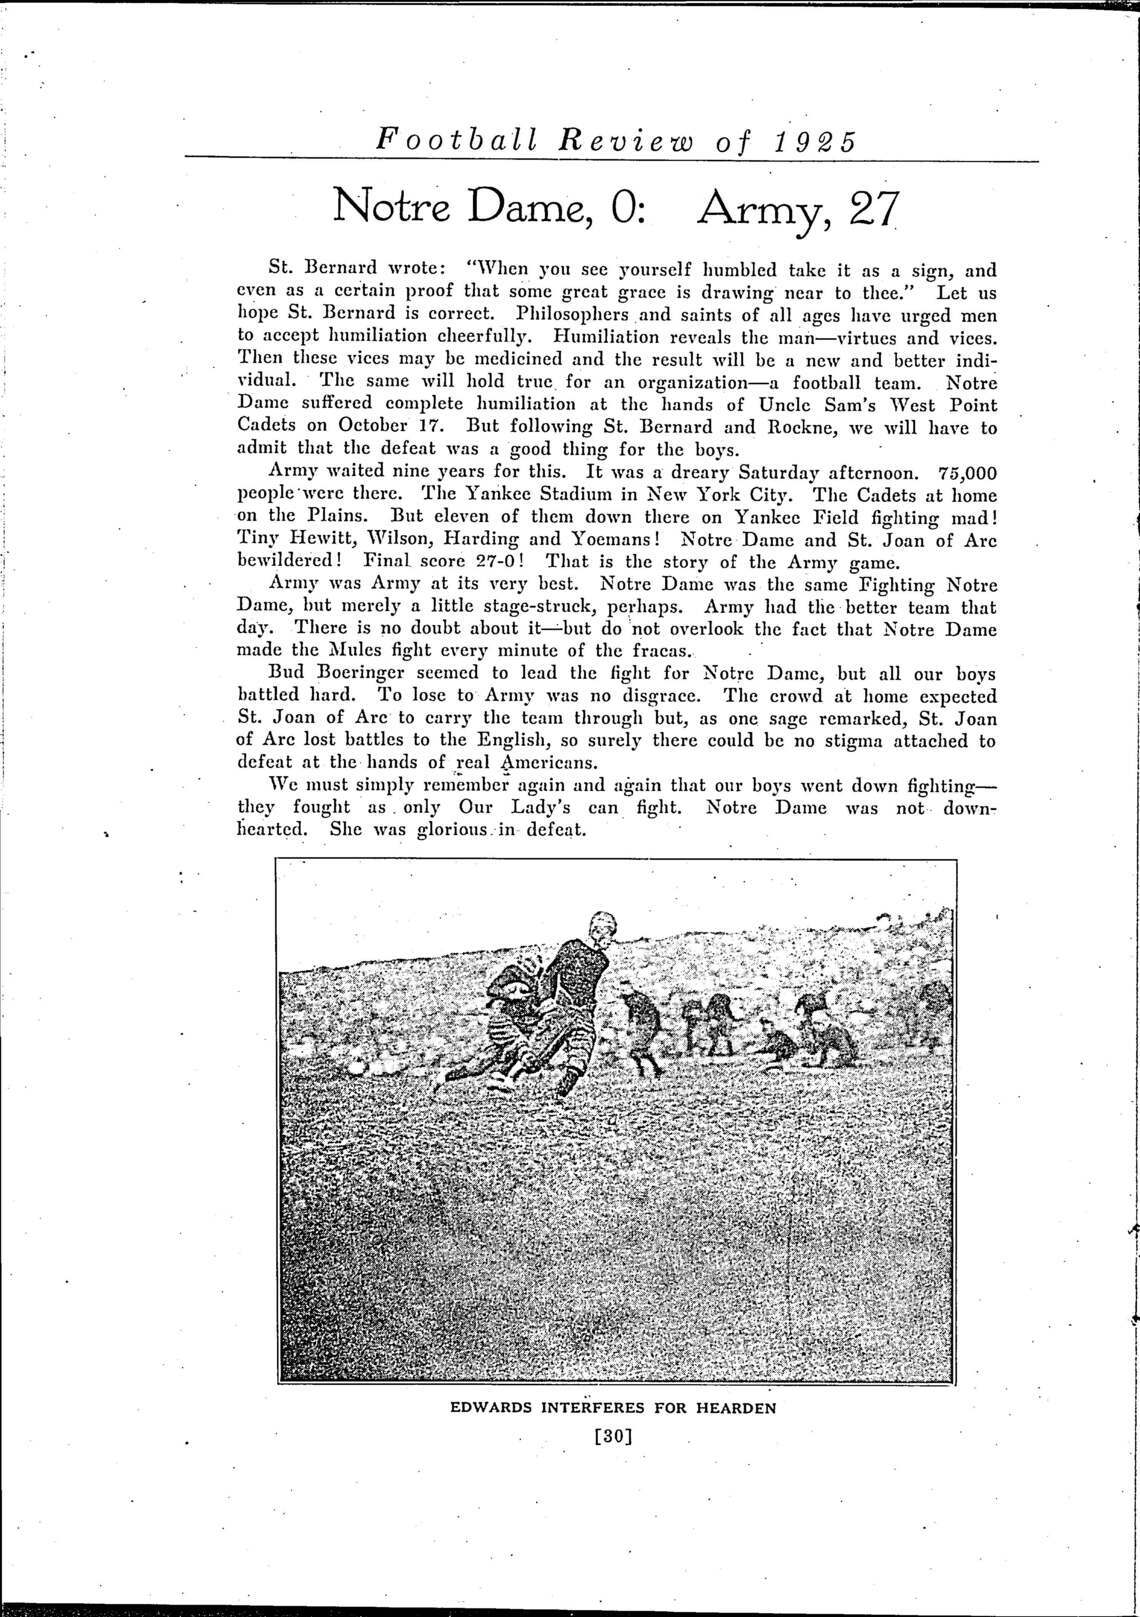 Football Review of 1925
Notre Dame, 0: Army, 27
St. Bernard wrote: “When you see yourself humbled take it as a sign, and
even as a certain proof that some great grace is drawing near to thee.” Let us
hope St. Bernard is correct. Philosophers and saints of all ages have urged men
to accept humiliation cheerfully. Humiliation reveals the man—virtues and vices.
Then these vices may be medicined and the result will be a new and better indi-
vidual. The same will hold true for an organization—a football team. Notre
Dame suffered complete humiliation at the hands of Uncle Sam's West Point
Cadets on October 17. But following St. Bernard and Rockne, we will have to
admit that the defeat was a good thing for the boys.
Army waited nine years for this. It was a dreary Saturday afternoon. 75,000
people were there. The Yankee Stadium in New York City. The Cadets at home
on the Plains. But eleven of them down there on Yankee Field fighting mad!
Tiny Hewitt, Wilson, Harding and Yoemans! Notre Dame and St. Joan of Arc
bewildered! Final score 27-0! That is the story of the Army game.
Army was Army at its very best. Notre Dame was the same Fighting Notre
Dame, but merely a little stage-struck, perhaps. Army had the better team that
day. There is no doubt about it—but do not overlook the fact that Notre Dame
made the Mules fight every minute of the fracas.
Bud Boeringer seemed to lead the fight for Notre Dame, but all our boys
battled hard. To lose to Army was no disgrace. The crowd at home expected
St. Joan of Arc to carry the team through but, as one sage remarked, St. Joan
of Arc lost battles to the English, so surely there could be no stigma attached to
defeat at the hands of real Americans.
We must simply remember again and again that our boys went down fighting—
they fought as only Our Lady's can fight. Notre Dame was not down-
hearted. She was glorious in defeat.
EDWARDS INTERFERES FOR HEARDEN
[30]